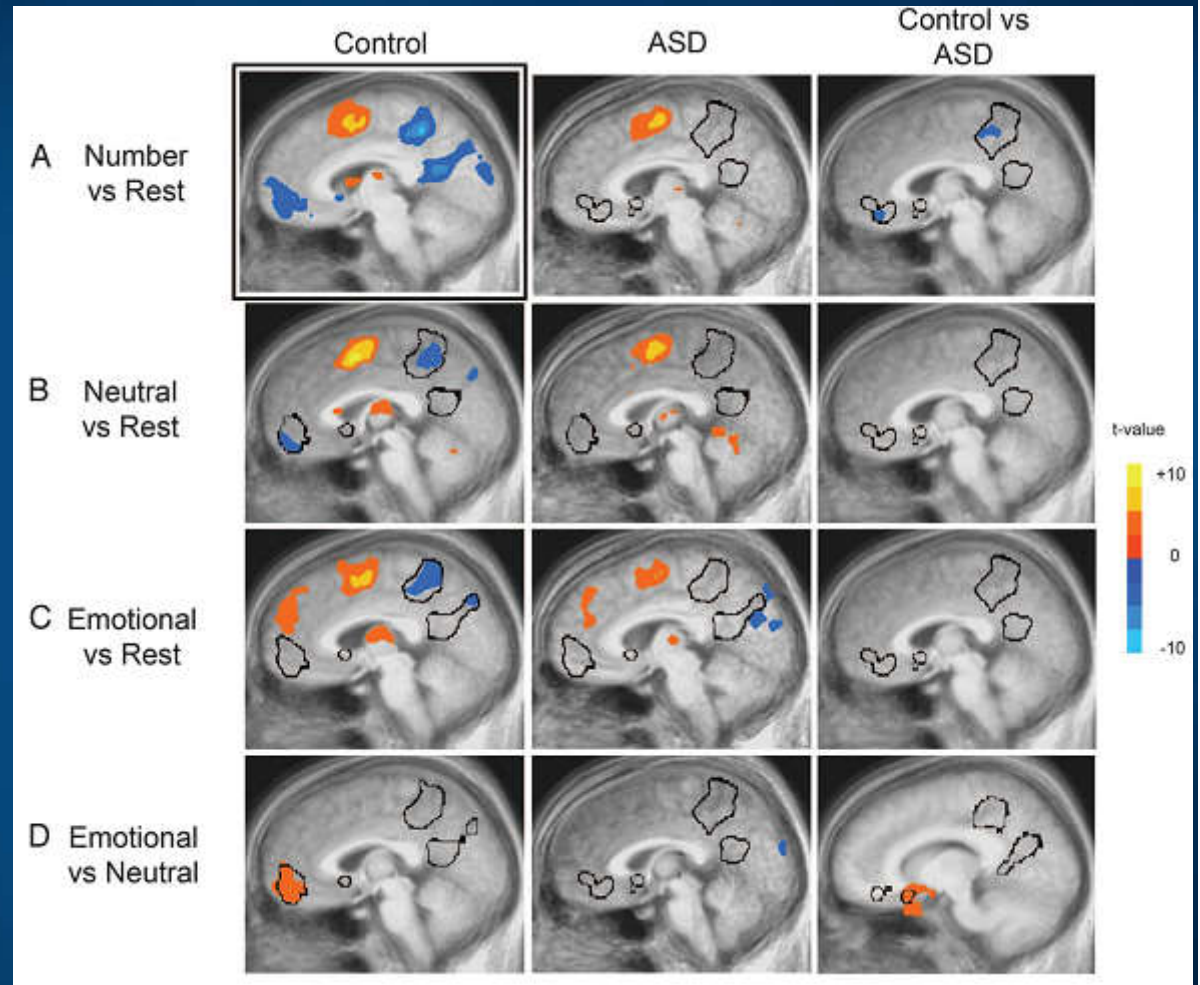 Control
ASD
Control vs
ASD
A Number
vs Rest
B Neutral
vs Rest
C Emotional
vs Rest
D Emotional
vs Neutral
t-value
+10
0
-10